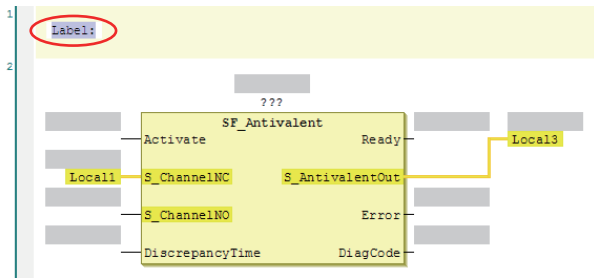 1
Label:
2
???
SF_Antivalent
Activate Ready Local3
Local1 S_ChannelNC S_AntivalentOut
S_ChannelNO Error
DiscrepancyTime DiagCode